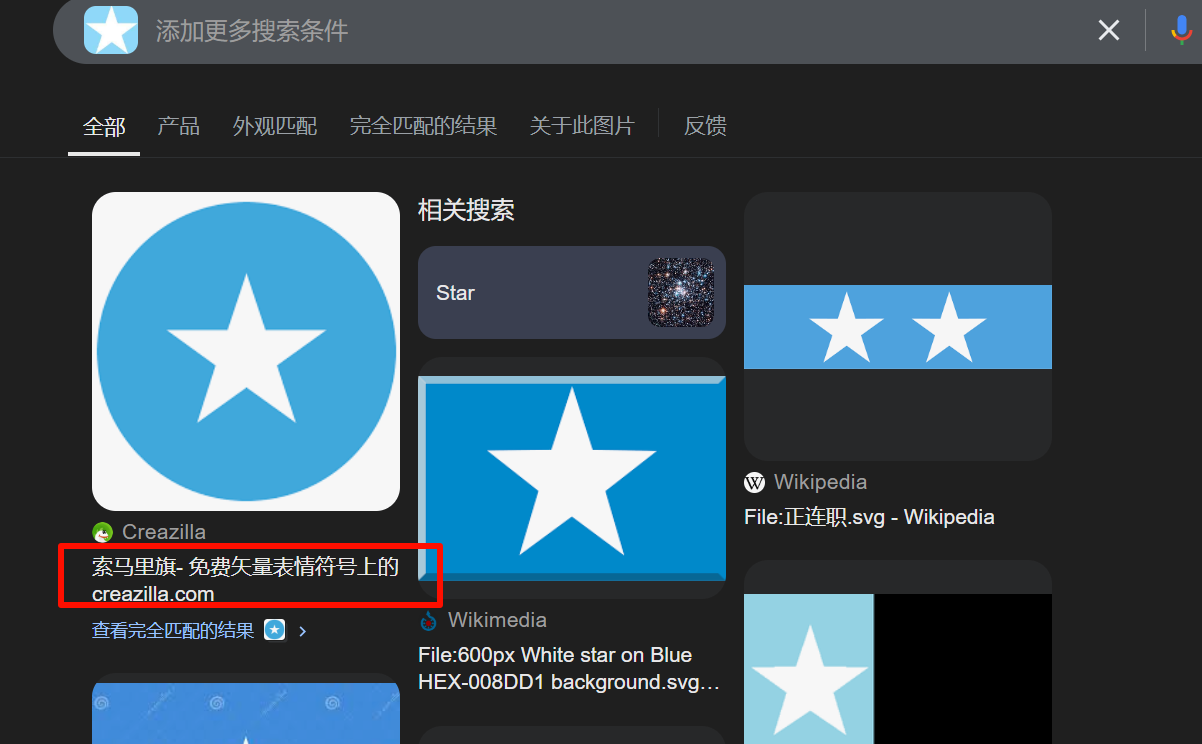 添加更多搜索条件
全部 产品 外观匹配 完全匹配的结果 关于此图片 反馈
Creazilla
索马里旗- 免费矢量表情符号上的
creazilla.com
查看完全匹配的结果
相关搜索
Star
Wikimedia
File:600px White star on Blue
HEX-008DD1 background.svg…
W Wikipedia
File:正连职.svg - Wikipedia